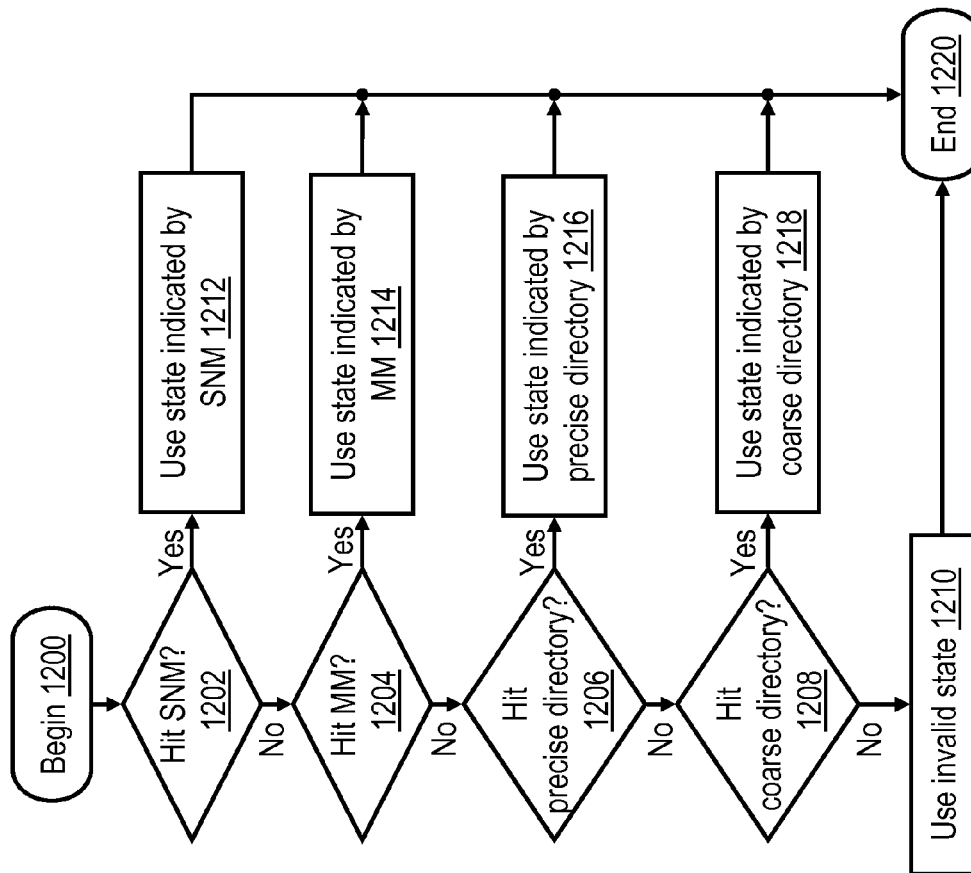 Begin 1200
Hit SNM?
1202
Yes
Use state indicated by
SNM 1212
No
Hit MM?
1204
Yes
Use state indicated by
MM 1214
No
Hit
precise directory?
1206
Yes
Use state indicated by
precise directory 1216
No
Hit
coarse directory?
1208
Yes
Use state indicated by
coarse directory 1218
No
Use invalid state 1210
End 1220